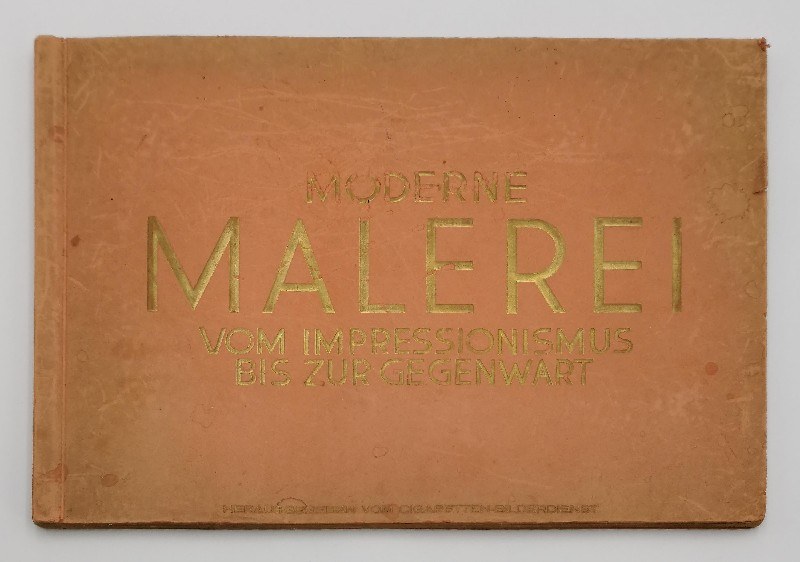 MODERNE
MALEREI
VOM IMPRESSIONISMUS
BIS ZUR GEGENWART
HERAUSGEGEBEN VOM CIGARETTEN-BILDERDIENST